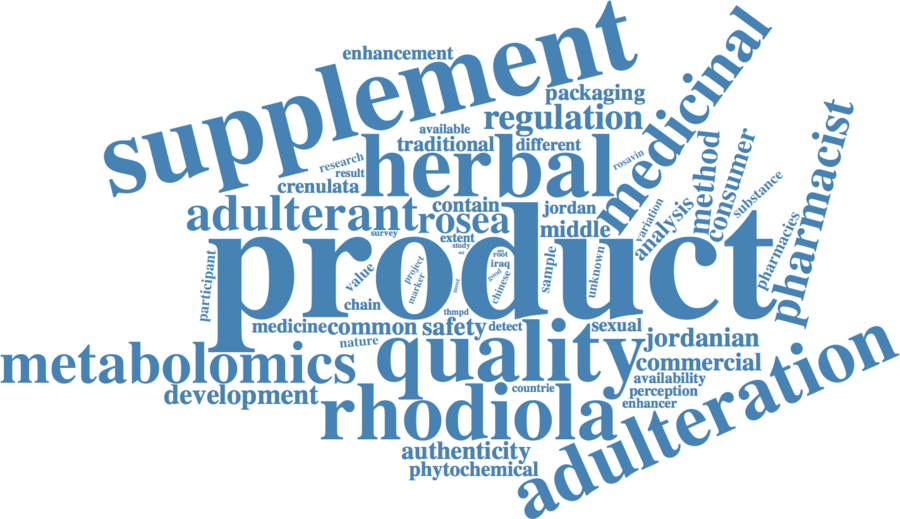 enhancement
supplement
packaging
medicinal
regulation
available
traditional
different
herbal
pharmacist
research
result
rosavin
crenulata
method
consumer
substance
contain
adulterant
rosea
jordan
middle
variation
analysis
survey
extent
study
product
root
iraq
good
chinese
project
marker
most
value
participant
sample
unknown
pharmacies
chain
thmpd
medicine
common
safety
detect
sexual
nature
quality
jordanian
metabolomics
commercial
availability
development
countrie
perception
enhancer
rhodiola
adulteration
authenticity
phytochemical